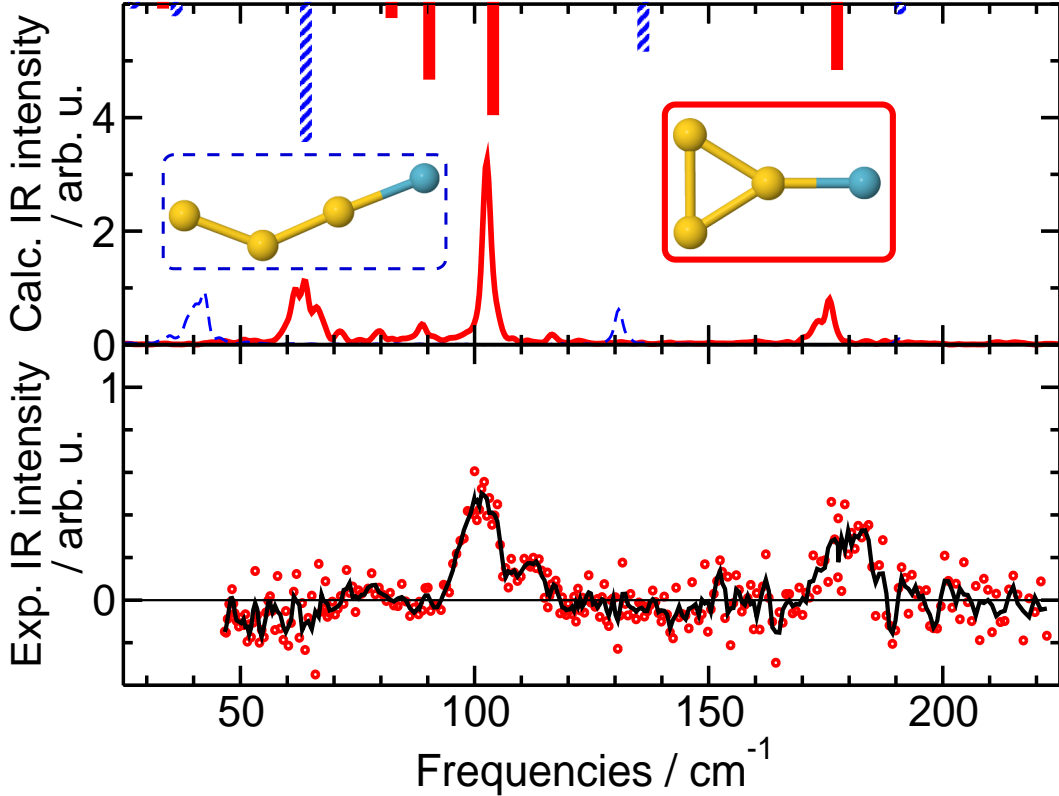 Calc. IR intensity
/ arb. u.
4
2
0
Exp. IR intensity
/ arb. u.
1
0
50 100 150 200
Frequencies / cm-1